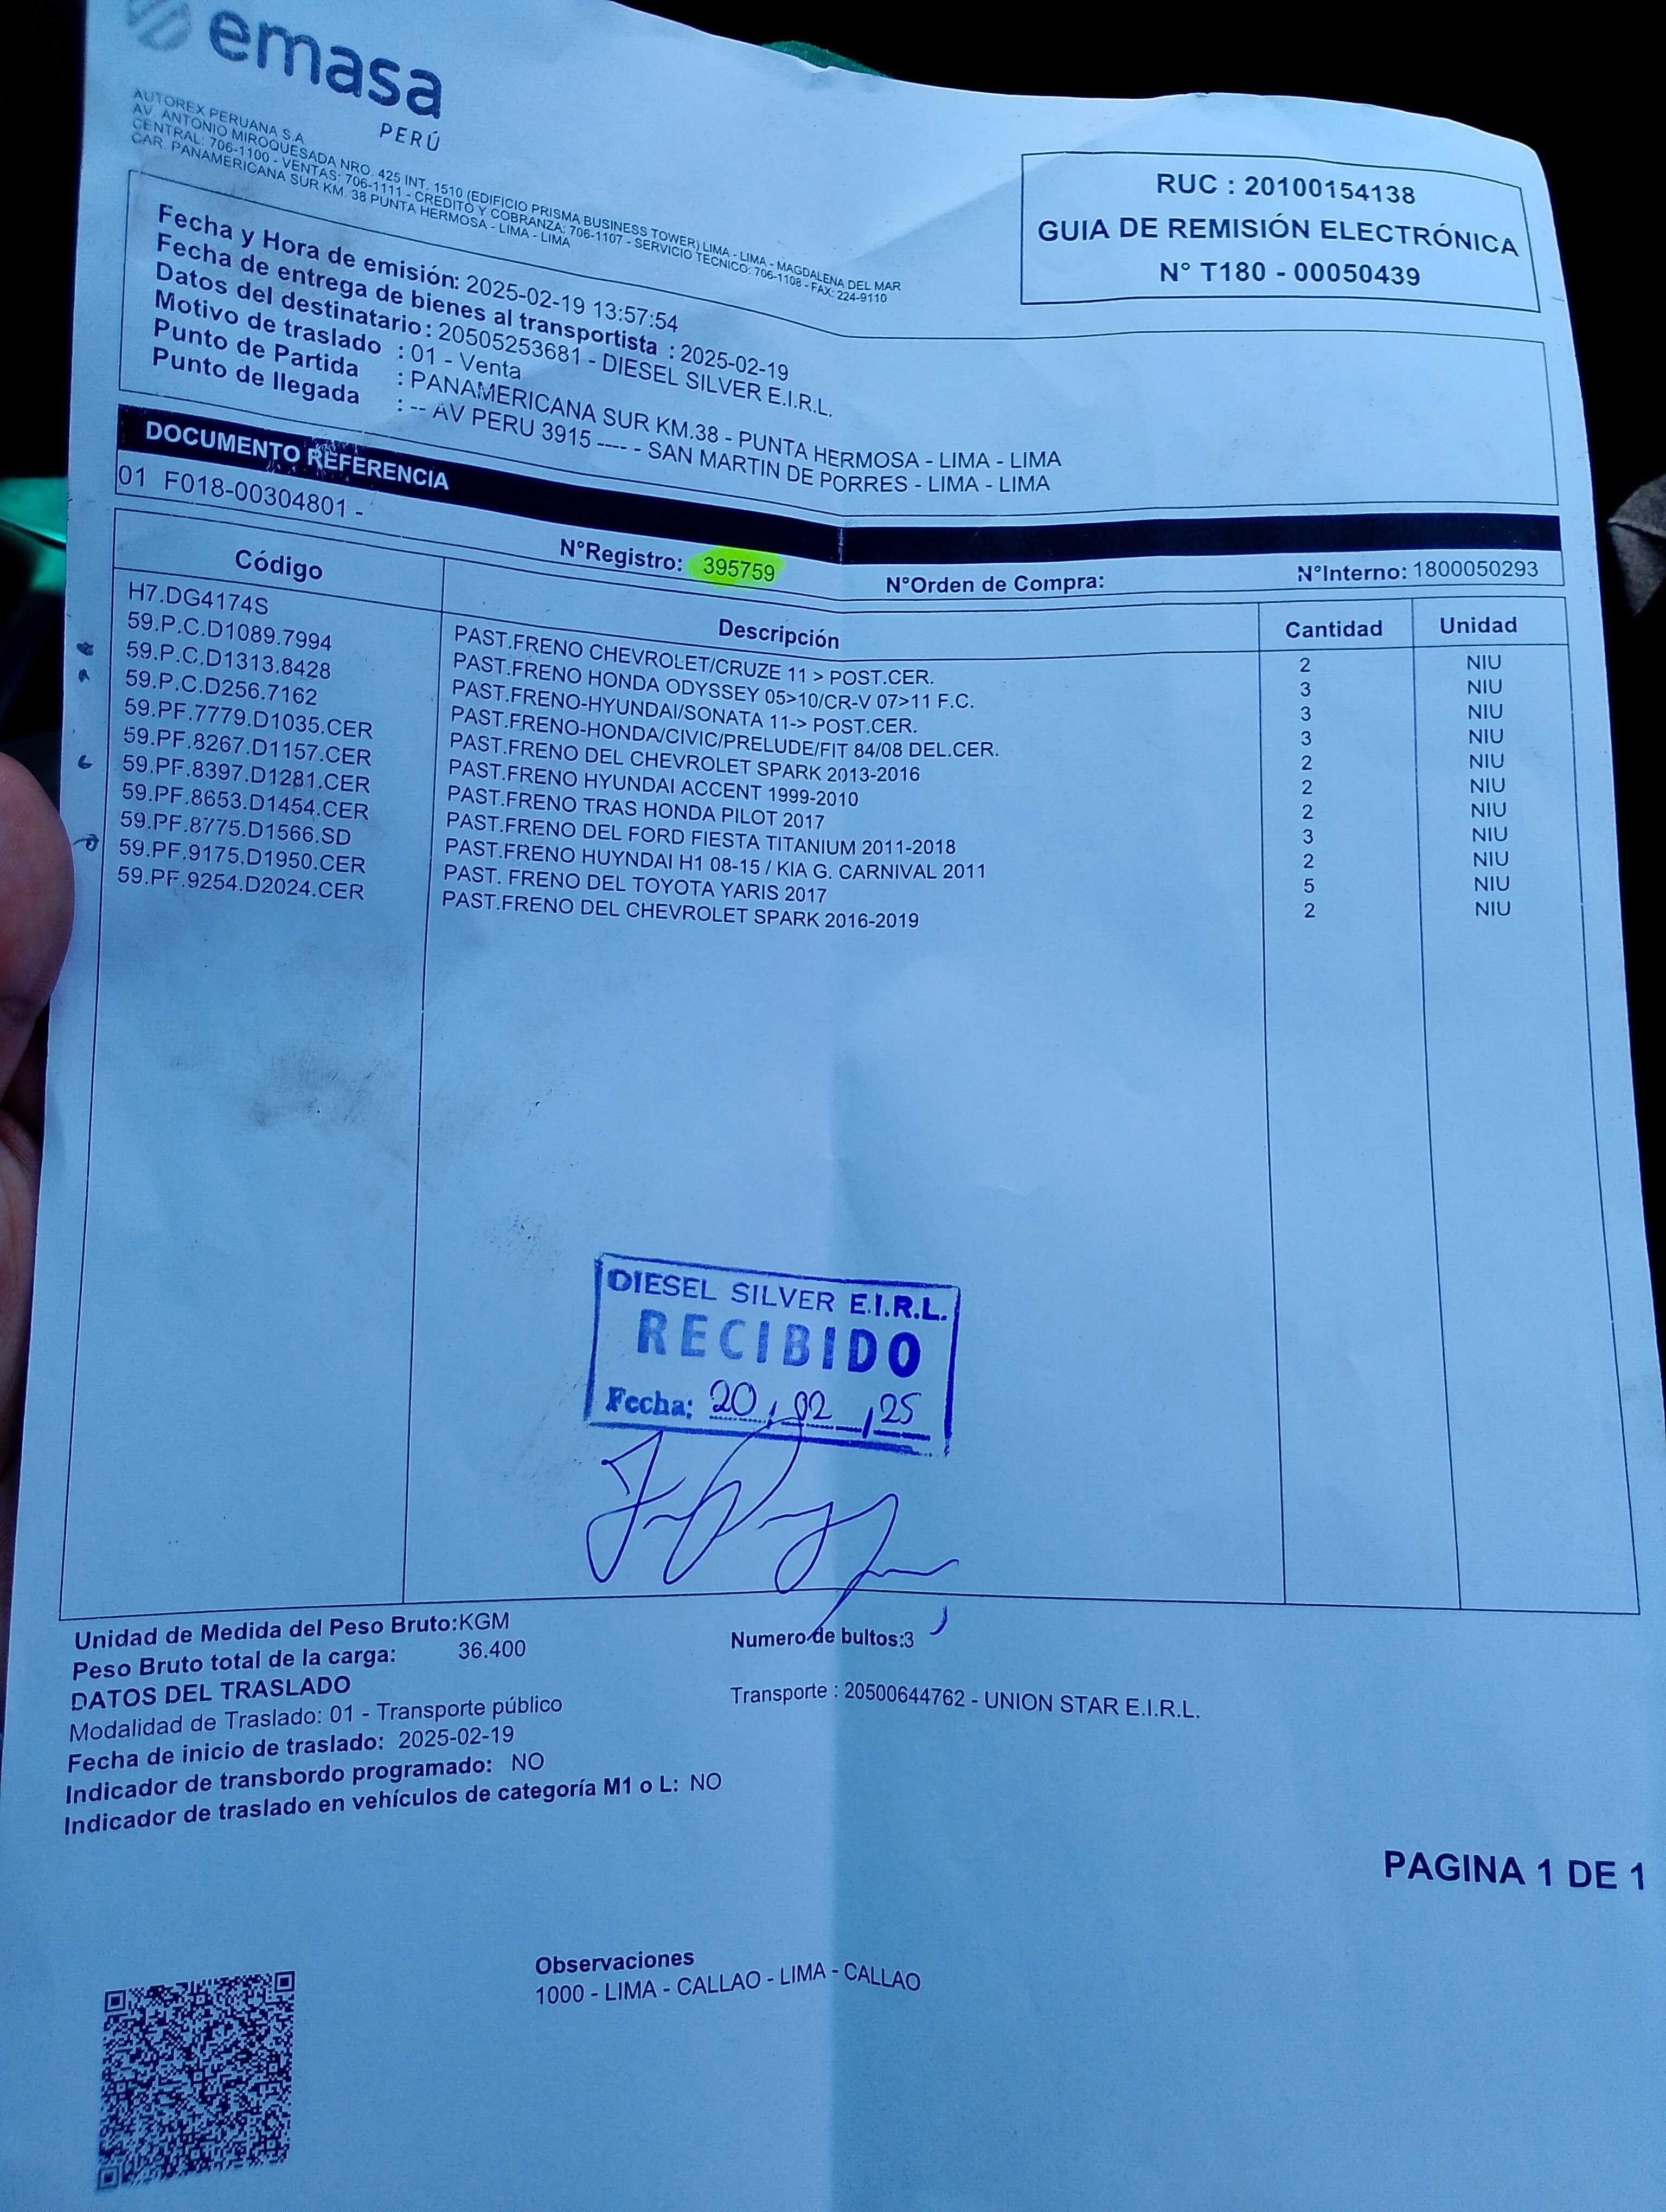 emasa
PERÚ
AUTOREX PERUANA S.A.
AV. ANTONIO MIROQUESADA NRO. 425 INT. 1510 (EDIFICIO PRISMA BUSINESS TOWER) LIMA - LIMA - MAGDALENA DEL MAR
CENTRAL: 706-1100 - VENTAS: 706-1111 - CREDITO Y COBRANZA: 706-1107 - SERVICIO TECNICO: 706-1108 - FAX: 224-9110
CAR. PANAMERICANA SUR KM. 38 PUNTA HERMOSA - LIMA - LIMA
RUC : 20100154138
GUIA DE REMISIÓN ELECTRÓNICA
N° T180 - 00050439
Fecha y Hora de emisión: 2025-02-19 13:57:54
Fecha de entrega de bienes al transportista : 2025-02-19
Datos del destinatario : 20505253681 - DIESEL SILVER E.I.R.L.
Motivo de traslado : 01 - Venta
Punto de Partida : PANAMERICANA SUR KM.38 - PUNTA HERMOSA - LIMA - LIMA
Punto de llegada : -- AV PERU 3915 ---- - SAN MARTIN DE PORRES - LIMA - LIMA
DOCUMENTO REFERENCIA
01 F018-00304801 -
N°Registro: 395759 N°Orden de Compra: N°Interno: 1800050293
Código Descripción Cantidad Unidad
H7.DG4174S PAST.FRENO CHEVROLET/CRUZE 11 > POST.CER. 2 NIU
59.P.C.D1089.7994 PAST.FRENO HONDA ODYSSEY 05>10/CR-V 07>11 F.C. 3 NIU
59.P.C.D1313.8428 PAST.FRENO-HYUNDAI/SONATA 11-> POST.CER. 3 NIU
59.P.C.D256.7162 PAST.FRENO-HONDA/CIVIC/PRELUDE/FIT 84/08 DEL.CER. 3 NIU
59.PF.7779.D1035.CER PAST.FRENO DEL CHEVROLET SPARK 2013-2016 2 NIU
59.PF.8267.D1157.CER PAST.FRENO HYUNDAI ACCENT 1999-2010 2 NIU
59.PF.8397.D1281.CER PAST.FRENO TRAS HONDA PILOT 2017 2 NIU
59.PF.8653.D1454.CER PAST.FRENO DEL FORD FIESTA TITANIUM 2011-2018 3 NIU
59.PF.8775.D1566.SD PAST.FRENO HUYNDAI H1 08-15 / KIA G. CARNIVAL 2011 2 NIU
59.PF.9175.D1950.CER PAST. FRENO DEL TOYOTA YARIS 2017 5 NIU
59.PF.9254.D2024.CER PAST.FRENO DEL CHEVROLET SPARK 2016-2019 2 NIU
DIESEL SILVER E.I.R.L.
RECIBIDO
Fecha: 20, 02, 25
Unidad de Medida del Peso Bruto:KGM
Peso Bruto total de la carga: 36.400
Numero de bultos:3
DATOS DEL TRASLADO
Modalidad de Traslado: 01 - Transporte público
Transporte : 20500644762 - UNION STAR E.I.R.L.
Fecha de inicio de traslado: 2025-02-19
Indicador de transbordo programado: NO
Indicador de traslado en vehículos de categoría M1 o L: NO
PAGINA 1 DE 1
Observaciones
1000 - LIMA - CALLAO - LIMA - CALLAO